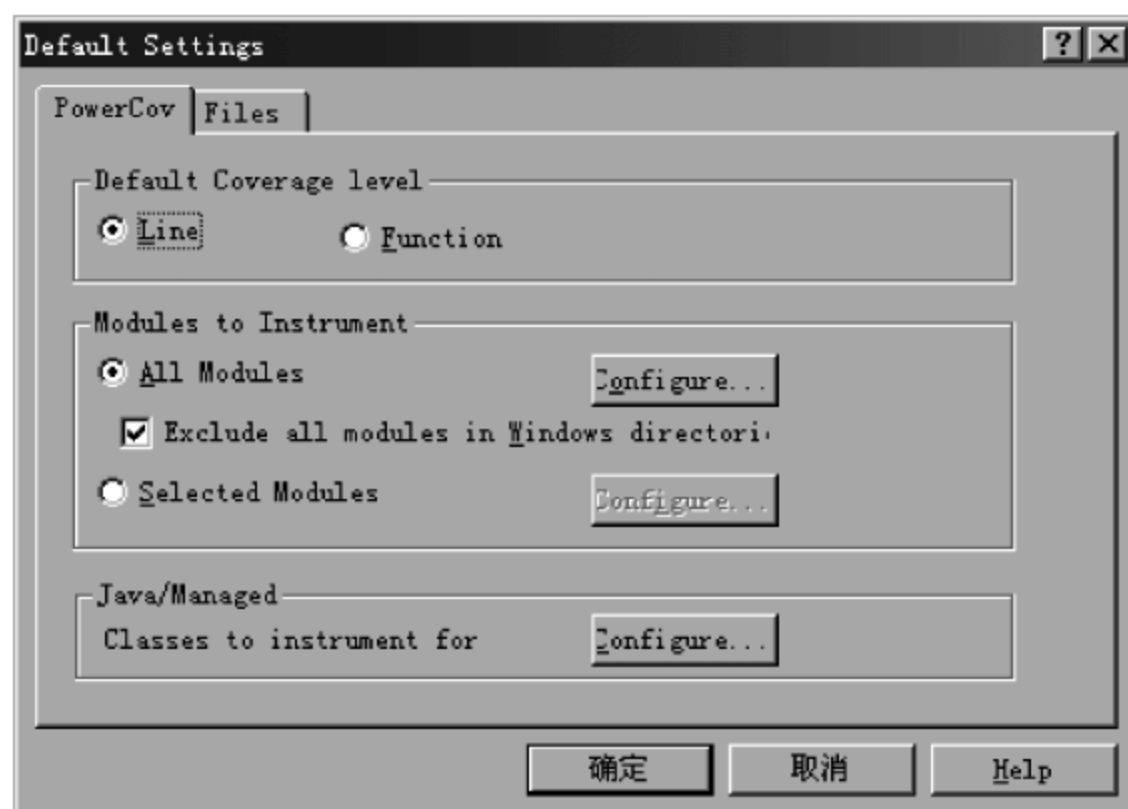 Default Settings
PowerCov Files
Default Coverage level
Line Function
Modules to Instrument
All Modules Configure...
Exclude all modules in Windows directori
Selected Modules Configure...
Java/Managed
Classes to instrument for Configure...
确定 取消 Help